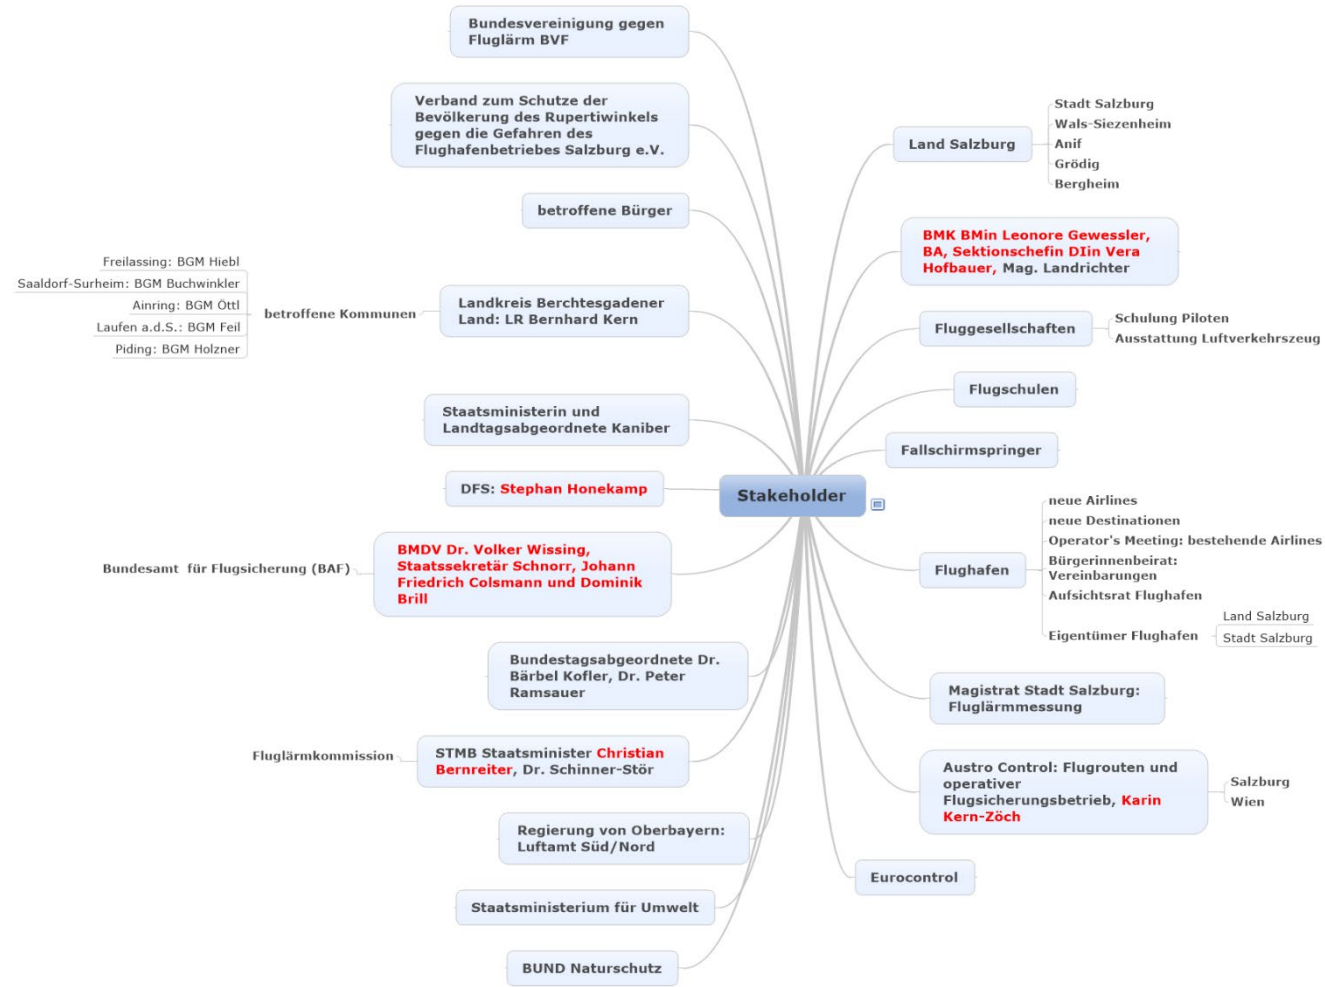 Bundesvereinigung gegen
Fluglärm BVF
Verband zum Schutze der
Bevölkerung des Rupertiwinkels
gegen die Gefahren des
Flughafenbetriebes Salzburg e.V.
betroffene Bürger
Freilassing: BGM Hiebl
Saaldorf-Surheim: BGM Buchwinkler
Ainring: BGM Öttl
Laufen a.d.S.: BGM Feil
Piding: BGM Holzner
betroffene Kommunen
Landkreis Berchtesgadener
Land: LR Bernhard Kern
Staatsministerin und
Landtagsabgeordnete Kaniber
DFS: Stephan Honekamp
Bundesamt  für Flugsicherung (BAF)
BMDV Dr. Volker Wissing,
Staatssekretär Schnorr, Johann
Friedrich Colsmann und Dominik
Brill
Bundestagsabgeordnete Dr.
Bärbel Kofler, Dr. Peter
Ramsauer
Fluglärmkommission
STMB Staatsminister Christian
Bernreiter, Dr. Schinner-Stör
Regierung von Oberbayern:
Luftamt Süd/Nord
Staatsministerium für Umwelt
BUND Naturschutz
Stakeholder
Land Salzburg
Stadt Salzburg
Wals-Siezenheim
Anif
Grödig
Bergheim
BMK BMin Leonore Gewessler,
BA, Sektionschefin DIin Vera
Hofbauer, Mag. Landrichter
Fluggesellschaften
Schulung Piloten
Ausstattung Luftverkehrszeug
Flugschulen
Fallschirmspringer
Flughafen
neue Airlines
neue Destinationen
Operator's Meeting: bestehende Airlines
Bürgerinnenbeirat:
Vereinbarungen
Aufsichtsrat Flughafen
Eigentümer Flughafen
Land Salzburg
Stadt Salzburg
Magistrat Stadt Salzburg:
Fluglärmmessung
Austro Control: Flugrouten und
operativer
Flugsicherungsbetrieb, Karin
Kern-Zöch
Salzburg
Wien
Eurocontrol